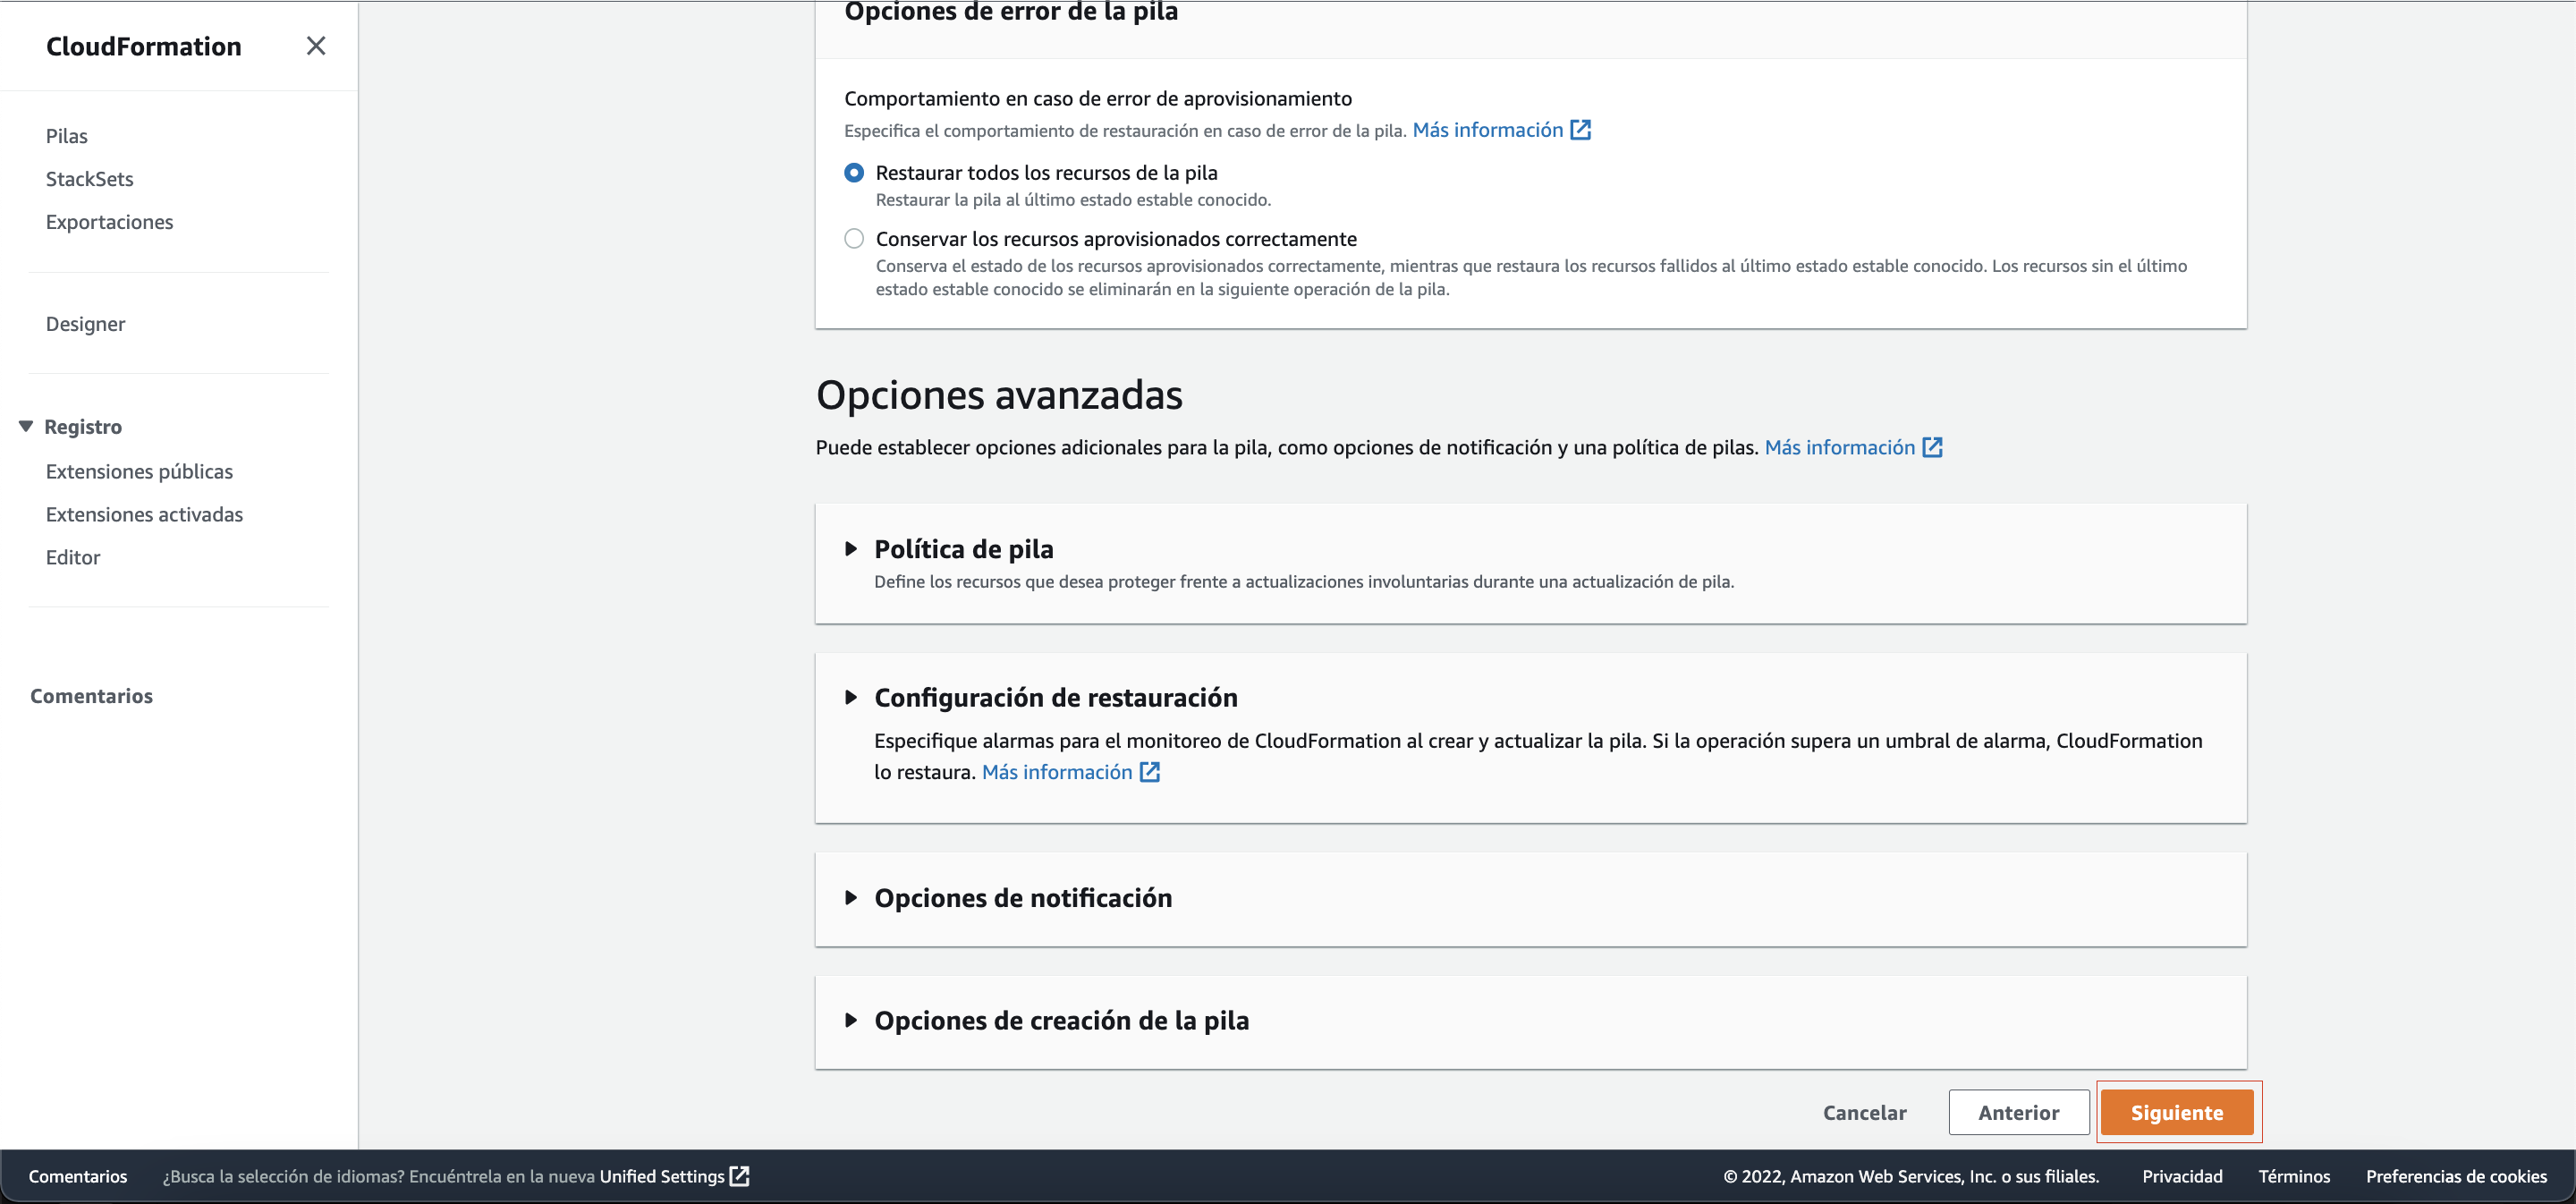 CloudFormation
Pilas
StackSets
Exportaciones
Designer
Registro
Extensiones públicas
Extensiones activadas
Editor
Comentarios
Opciones de error de la pila
Comportamiento en caso de error de aprovisionamiento
Especifica el comportamiento de restauración en caso de error de la pila. Más información
Restaurar todos los recursos de la pila
Restaurar la pila al último estado estable conocido.
Conservar los recursos aprovisionados correctamente
Conserva el estado de los recursos aprovisionados correctamente, mientras que restaura los recursos fallidos al último estado estable conocido. Los recursos sin el último
estado estable conocido se eliminarán en la siguiente operación de la pila.
Opciones avanzadas
Puede establecer opciones adicionales para la pila, como opciones de notificación y una política de pilas. Más información
Política de pila
Define los recursos que desea proteger frente a actualizaciones involuntarias durante una actualización de pila.
Configuración de restauración
Especifique alarmas para el monitoreo de CloudFormation al crear y actualizar la pila. Si la operación supera un umbral de alarma, CloudFormation
lo restaura. Más información
Opciones de notificación
Opciones de creación de la pila
Cancelar Anterior Siguiente
Comentarios ¿Busca la selección de idiomas? Encuéntrela en la nueva Unified Settings © 2022, Amazon Web Services, Inc. o sus filiales. Privacidad Términos Preferencias de cookies